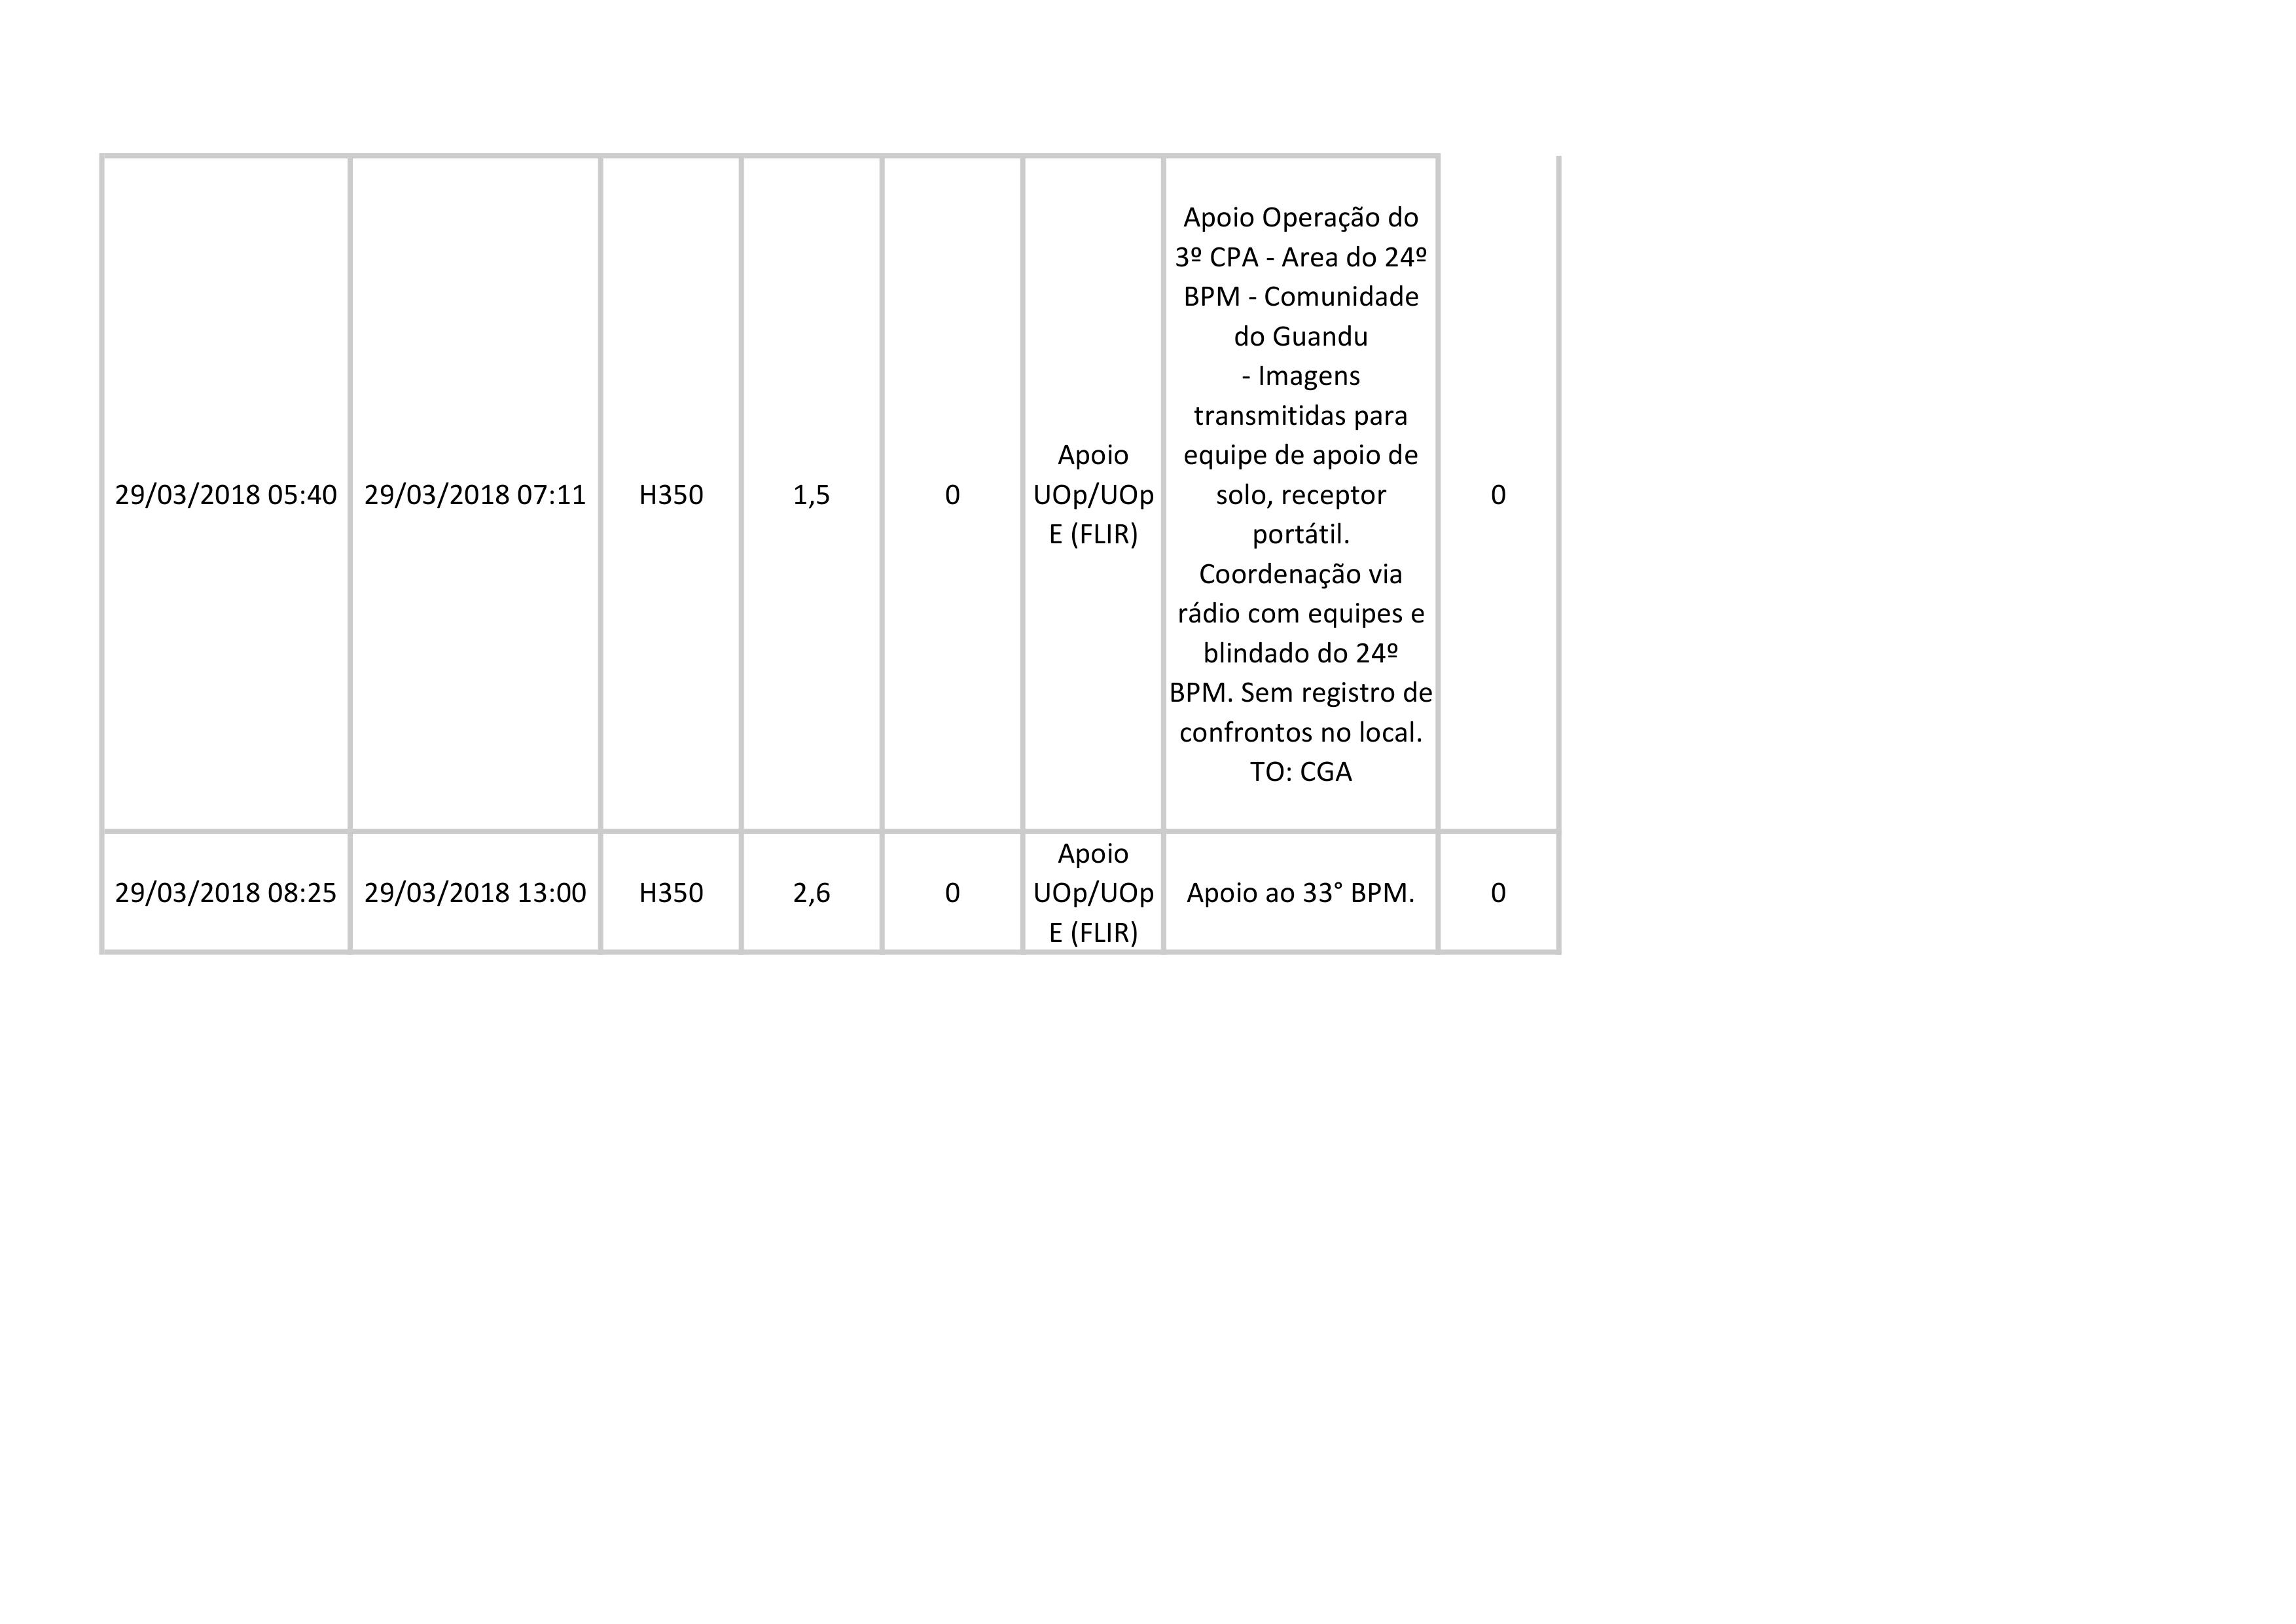 29/03/2018 05:40
29/03/2018 07:11
H350
1,5
0
Apoio
UOp/UOp
E (FLIR)
Apoio Operação do
3º CPA - Area do 24º
BPM - Comunidade
do Guandu
- Imagens
transmitidas para
equipe de apoio de
solo, receptor
portátil.
Coordenação via
rádio com equipes e
blindado do 24º
BPM. Sem registro de
confrontos no local.
TO: CGA
0
29/03/2018 08:25
29/03/2018 13:00
H350
2,6
0
Apoio
UOp/UOp
E (FLIR)
Apoio ao 33° BPM.
0